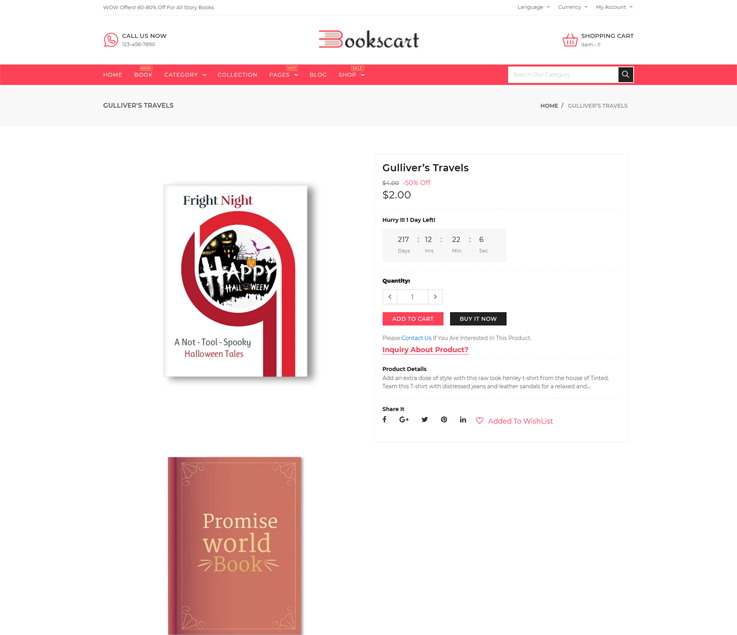 WOW Offers! 60-80% Off For All Story Books
Language
Currency
My Account
CALL US NOW
123-456-7890
Bookscart
SHOPPING CART
item - 0
HOME
NEW
BOOK
CATEGORY
COLLECTION
HOT
PAGES
BLOG
SALE
SHOP
Search Our Category
GULLIVER'S TRAVELS
HOME / GULLIVER'S TRAVELS
Fright Night
HAPPY
HALLOWEEN
A Not - Tool - Spooky
Halloween Tales
Promise
world
Book
Gulliver's Travels
$4.00 -50% Off
$2.00
Hurry !!! 1 Day Left!
217 : 12 : 22 : 6
Days Hrs Min Sec
Quantity:
1
ADD TO CART
BUY IT NOW
Please Contact Us If You Are Interested In This Product.
Inquiry About Product?
Product Details
Add an extra dose of style with this raw look henley t-shirt from the house of Tinted.
Team this T-shirt with distressed jeans and leather sandals for a relaxed and...
Share It
Added To WishList